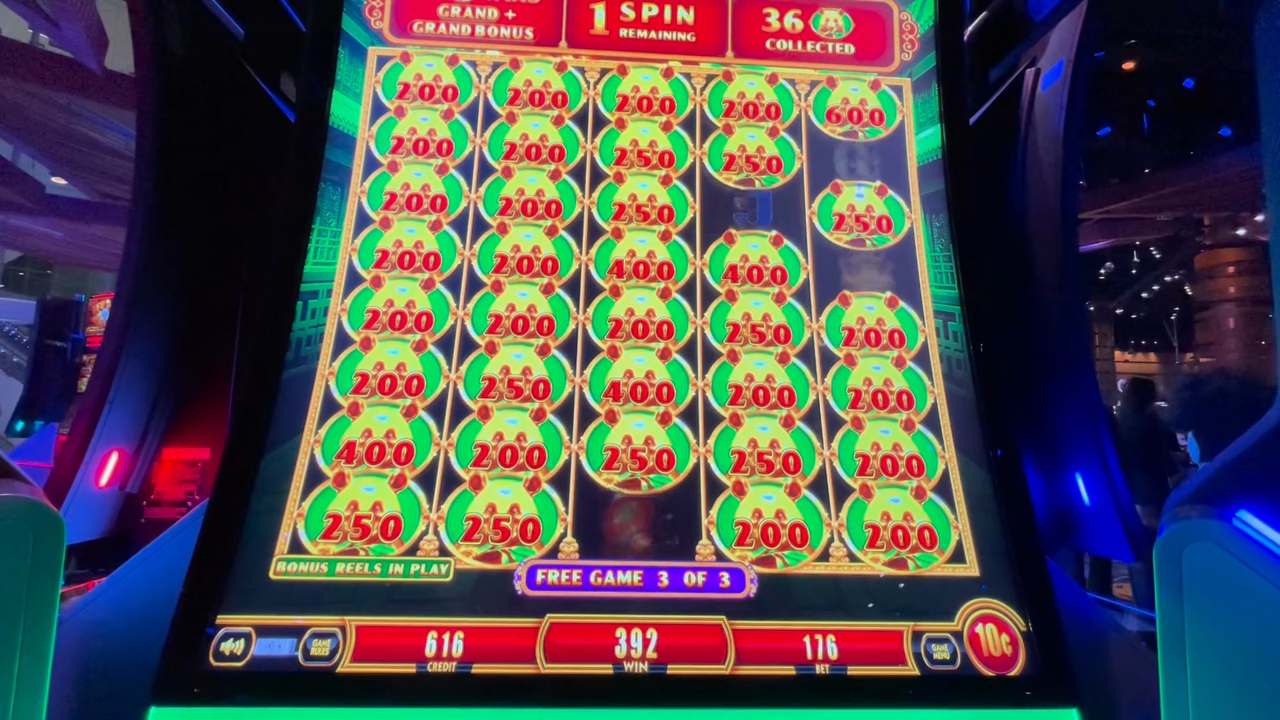 GRAND +
GRAND BONUS
1 SPIN
REMAINING
36
COLLECTED
200 200 200 200 600
200 200 250 250
200 200 250 250
200 200 400 400
200 200 200 250 200
200 250 400 200 200
400 200 250 250 200
250 250 200 200
BONUS REELS IN PLAY
FREE GAME 3 OF 3
GAME RULES
616
CREDIT
392
WIN
176
BET
GAME MENU
10¢